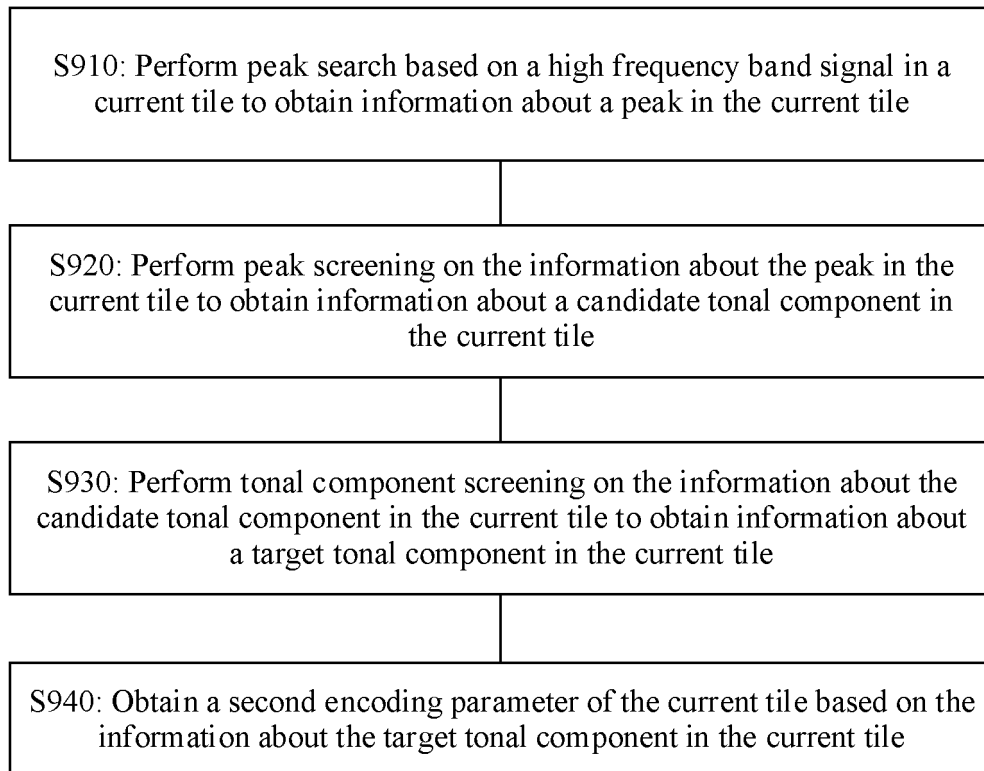 S910: Perform peak search based on a high frequency band signal in a
current tile to obtain information about a peak in the current tile
S920: Perform peak screening on the information about the peak in the
current tile to obtain information about a candidate tonal component in
the current tile
S930: Perform tonal component screening on the information about the
candidate tonal component in the current tile to obtain information about
a target tonal component in the current tile
S940: Obtain a second encoding parameter of the current tile based on the
information about the target tonal component in the current tile